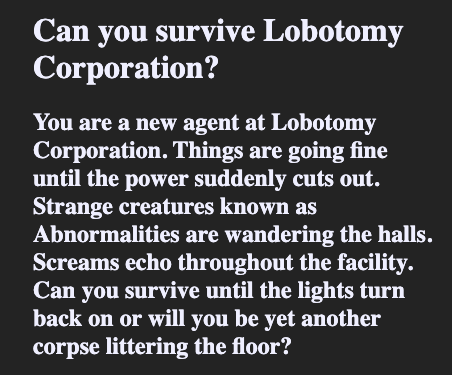 Can you survive Lobotomy
Corporation?
You are a new agent at Lobotomy
Corporation. Things are going fine
until the power suddenly cuts out.
Strange creatures known as
Abnormalities are wandering the halls.
Screams echo throughout the facility.
Can you survive until the lights turn
back on or will you be yet another
corpse littering the floor?